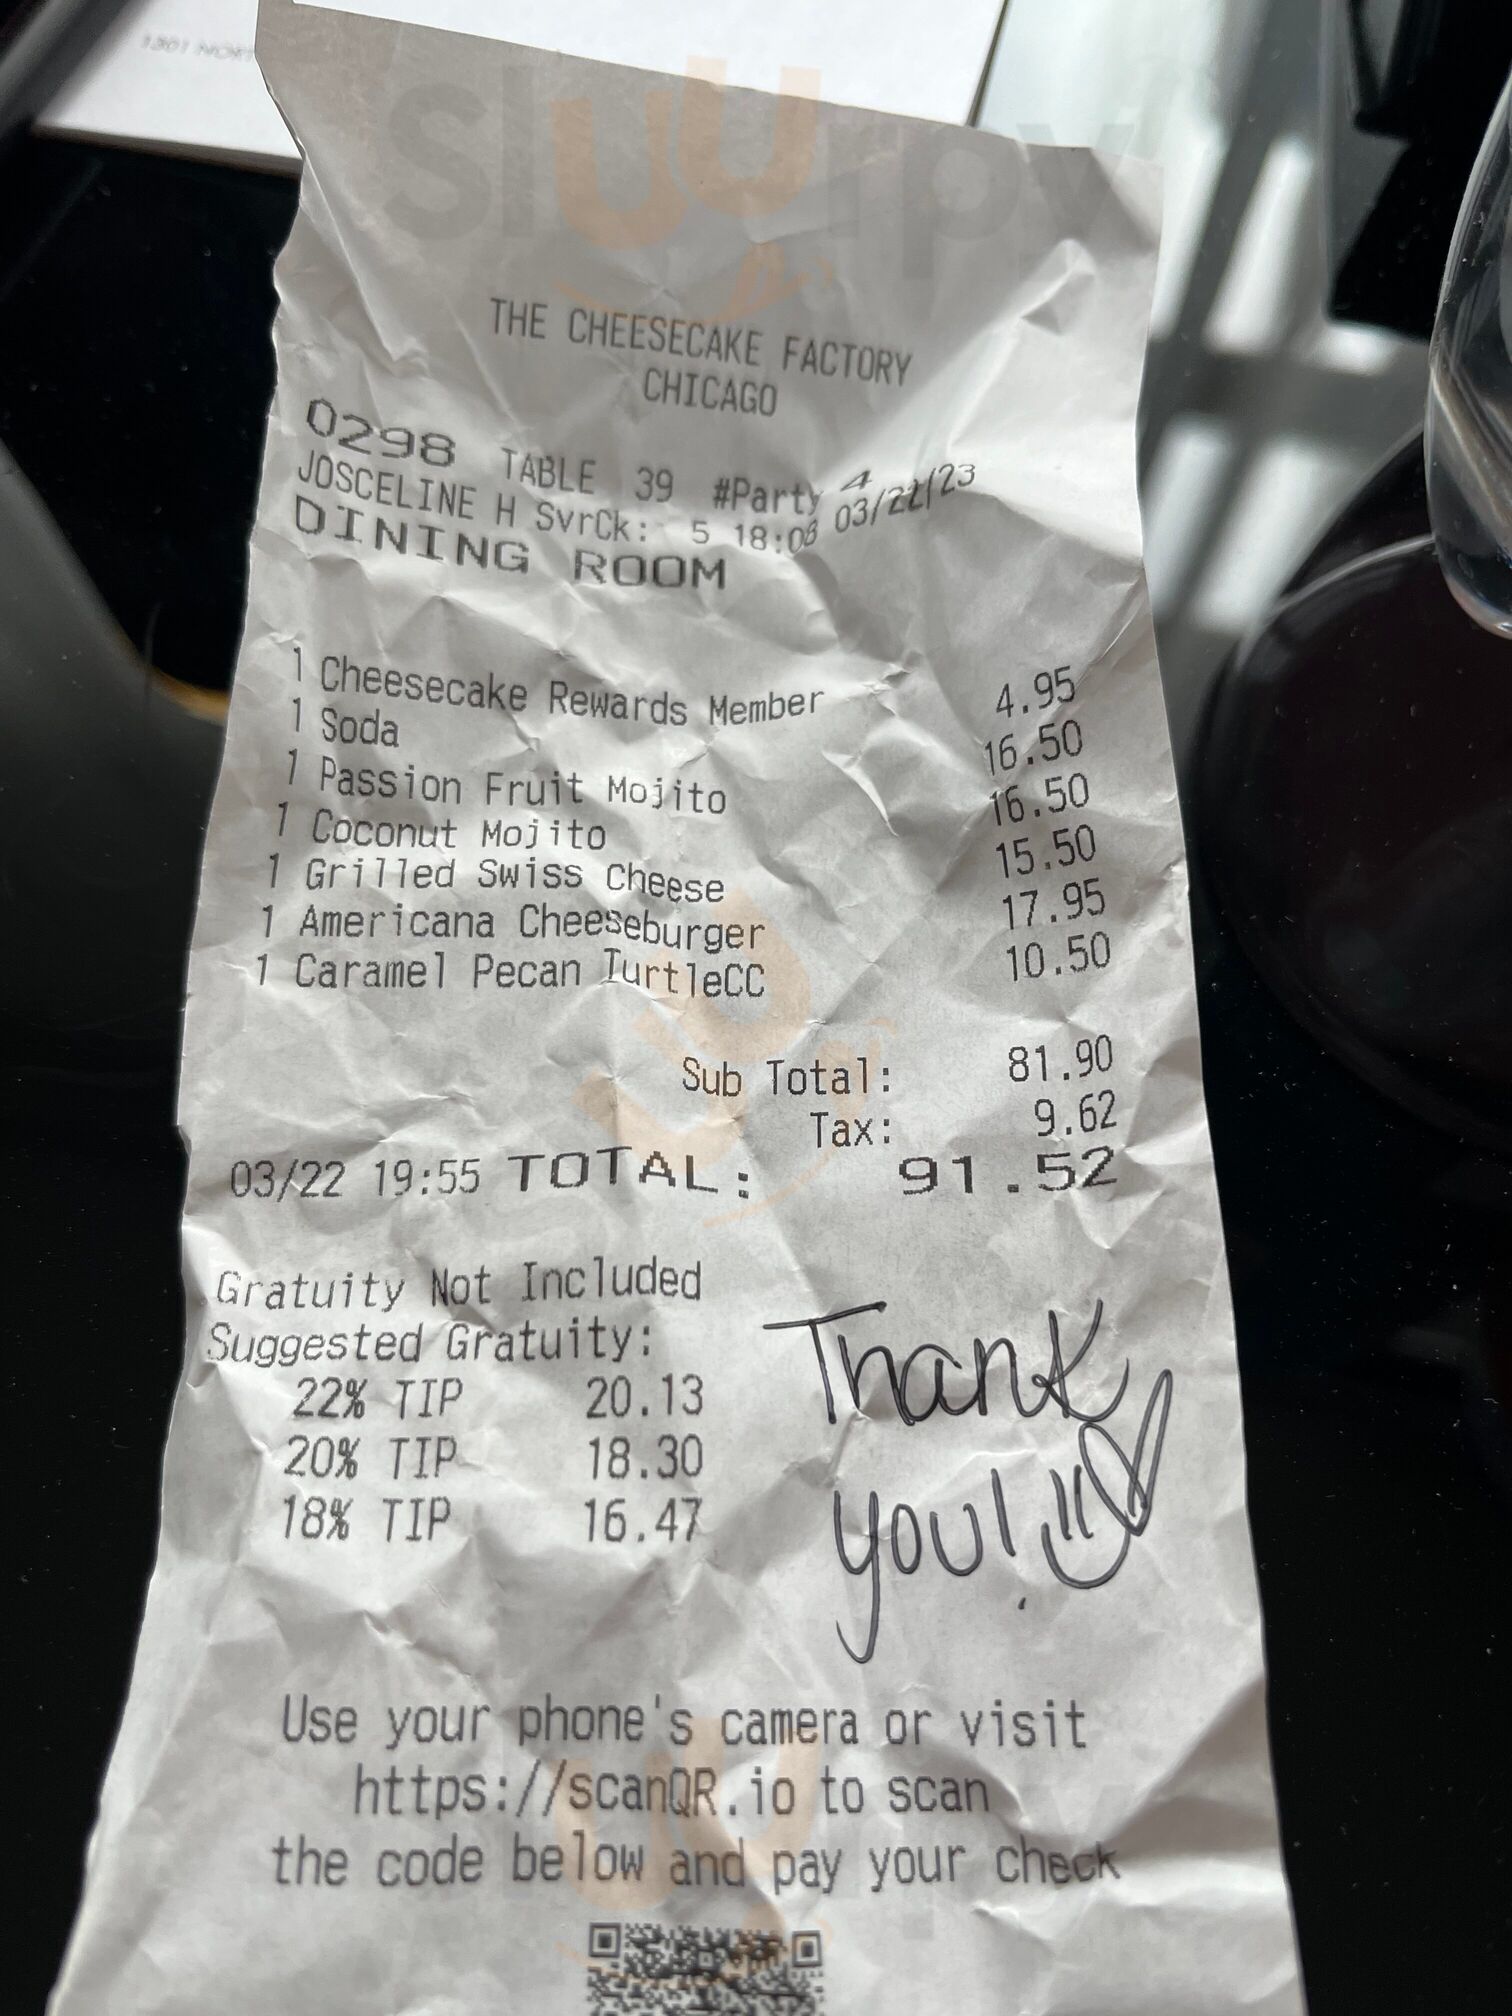 1301 NORT
THE CHEESECAKE FACTORY
CHICAGO
0298 TABLE 39 #Party 4
JOSCELINE H SvrCk: 5 18:08 03/22/23
DINING ROOM
1 Cheesecake Rewards Member
1 Soda 4.95
1 Passion Fruit Mojito 16.50
1 Coconut Mojito 16.50
1 Grilled Swiss Cheese 15.50
1 Americana Cheeseburger 17.95
1 Caramel Pecan TurtleCC 10.50
Sub Total: 81.90
Tax: 9.62
03/22 19:55 TOTAL: 91.52
Gratuity Not Included
Suggested Gratuity:
22% TIP 20.13
20% TIP 18.30
18% TIP 16.47
Thank
you!
Use your phone's camera or visit
https://scanQR.io to scan
the code below and pay your check